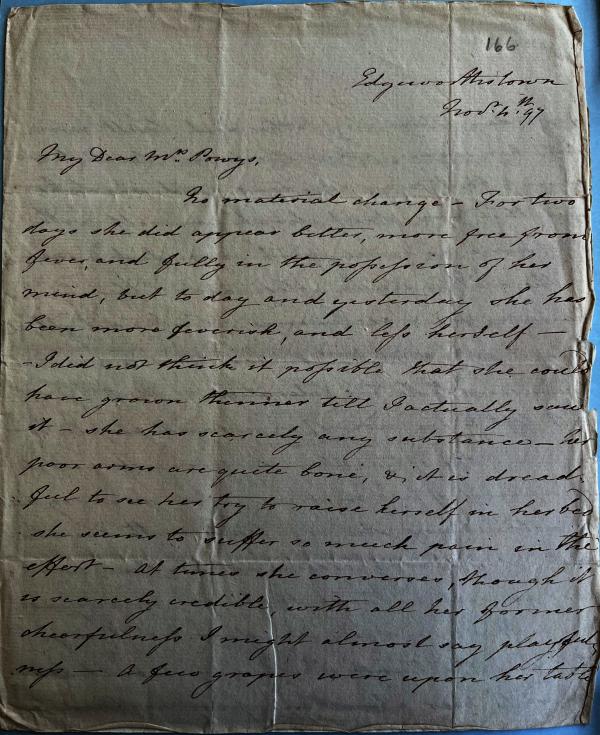 166
Edgeworthstown
Novr. 4th. 97
My Dear Mrs Powys,
No material change - For two
days she did appear better, more free from
fever, and fully in the possession of her
mind, but to day and yesterday she has
been more feverish, and less herself -
- I did not think it possible that she could
have grown thinner till I actually saw
it - she has scarcely any substance - her
poor arms are quite bone, & it is dread-
ful to see her try to raise herself in her bed
she seems to suffer so much pain in the
effort - At times she converses, though it
is scarcely credible, with all her former
chearfulness I might almost say playful
ness - A few grapes were upon her table